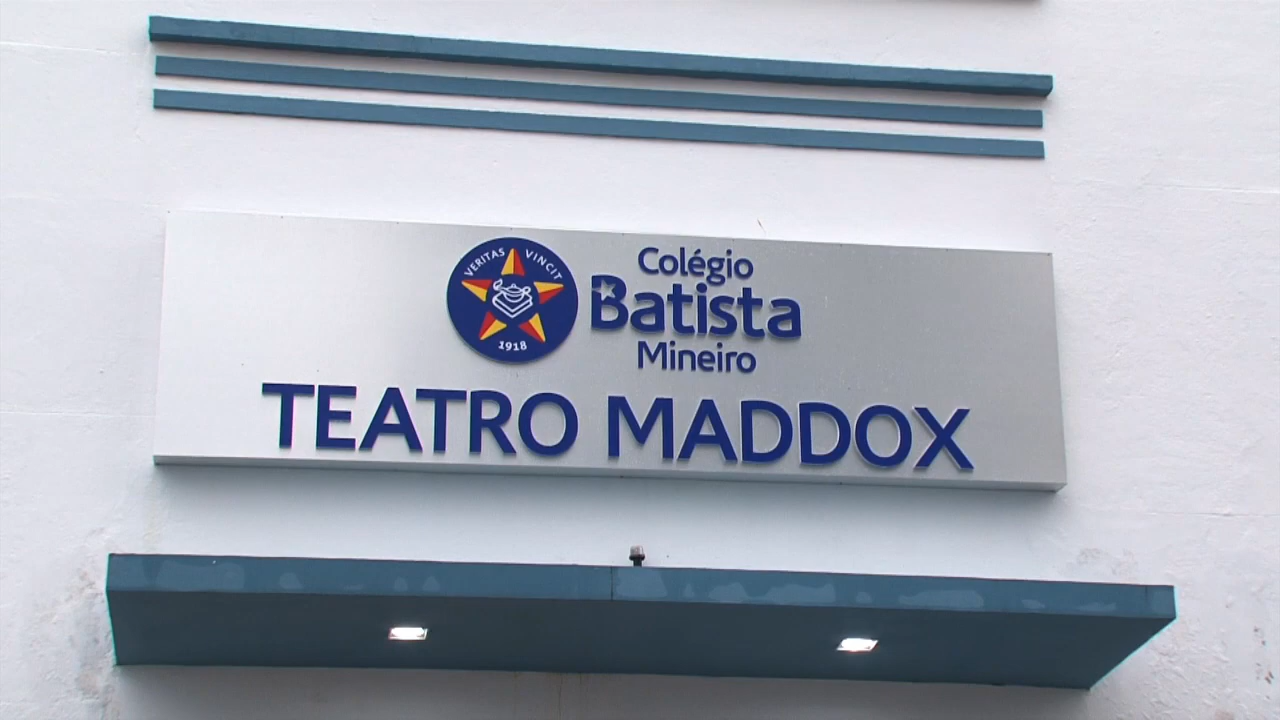 VERITAS VINCIT
1918
Colégio
Batista
Mineiro
TEATRO MADDOX